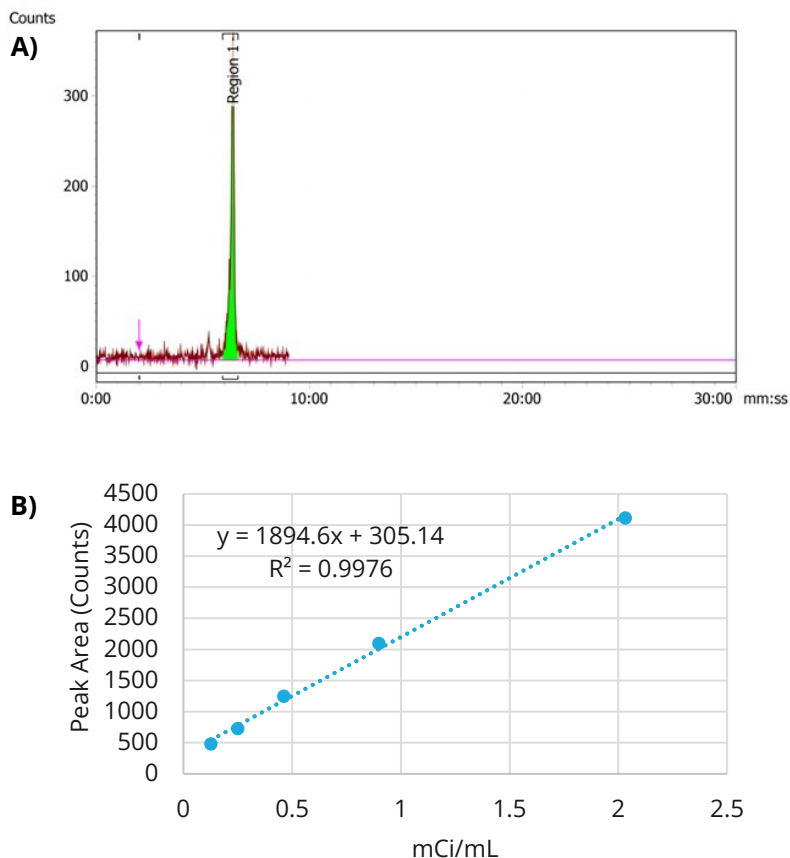 Counts
A)
300
200
100
0
Region 1
0:00 10:00 20:00 30:00 mm:ss
B)
Peak Area (Counts)
4500
4000
3500
3000
2500
2000
1500
1000
500
0
y = 1894.6x + 305.14
R² = 0.9976
0 0.5 1 1.5 2 2.5
mCi/mL